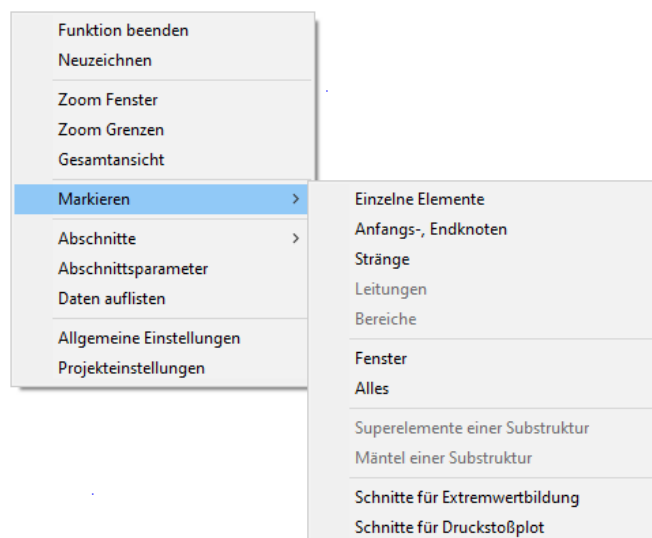 Funktion beenden
Neuzeichnen
Zoom Fenster
Zoom Grenzen
Gesamtansicht
Markieren
Abschnitte
Abschnittsparameter
Daten auflisten
Allgemeine Einstellungen
Projekteinstellungen
Einzelne Elemente
Anfangs-, Endknoten
Stränge
Leitungen
Bereiche
Fenster
Alles
Superelemente einer Substruktur
Mäntel einer Substruktur
Schnitte für Extremwertbildung
Schnitte für Druckstoßplot